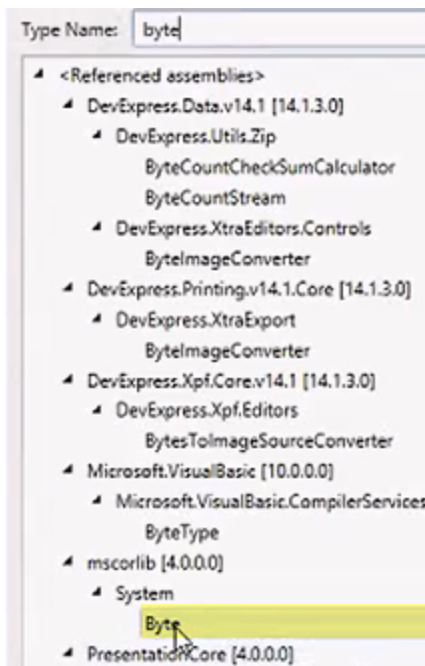 Type Name: byte
<Referenced assemblies>
DevExpress.Data.v14.1 [14.1.3.0]
DevExpress.Utils.Zip
ByteCountCheckSumCalculator
ByteCountStream
DevExpress.XtraEditors.Controls
ByteImageConverter
DevExpress.Printing.v14.1.Core [14.1.3.0]
DevExpress.XtraExport
ByteImageConverter
DevExpress.Xpf.Core.v14.1 [14.1.3.0]
DevExpress.Xpf.Editors
BytesToImageSourceConverter
Microsoft.VisualBasic [10.0.0.0]
Microsoft.VisualBasic.CompilerServices
ByteType
mscorlib [4.0.0.0]
System
Byte
PresentationCore [4.0.0.0]